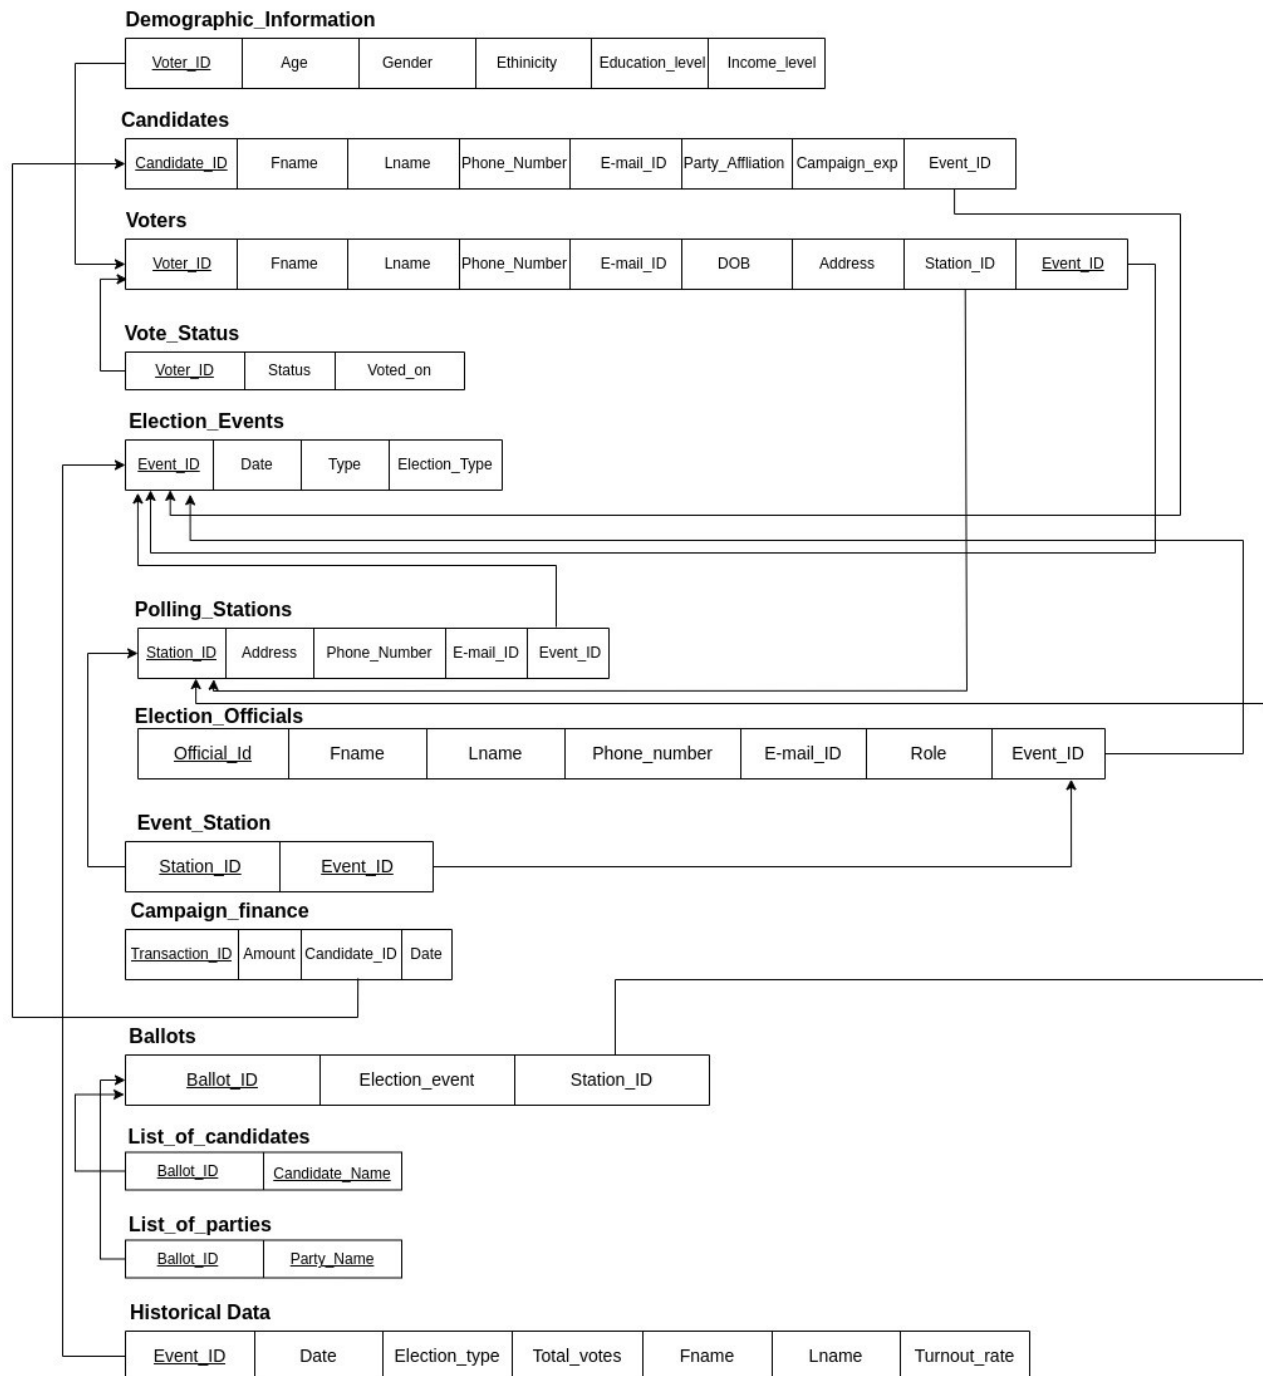 Demographic_Information
Voter_ID Age Gender Ethinicity Education_level Income_level
Candidates
Candidate_ID Fname Lname Phone_Number E-mail_ID Party_Affliation Campaign_exp Event_ID
Voters
Voter_ID Fname Lname Phone_Number E-mail_ID DOB Address Station_ID Event_ID
Vote_Status
Voter_ID Status Voted_on
Election_Events
Event_ID Date Type Election_Type
Polling_Stations
Station_ID Address Phone_Number E-mail_ID Event_ID
Election_Officials
Official_Id Fname Lname Phone_number E-mail_ID Role Event_ID
Event_Station
Station_ID Event_ID
Campaign_finance
Transaction_ID Amount Candidate_ID Date
Ballots
Ballot_ID Election_event Station_ID
List_of_candidates
Ballot_ID Candidate_Name
List_of_parties
Ballot_ID Party_Name
Historical Data
Event_ID Date Election_type Total_votes Fname Lname Turnout_rate